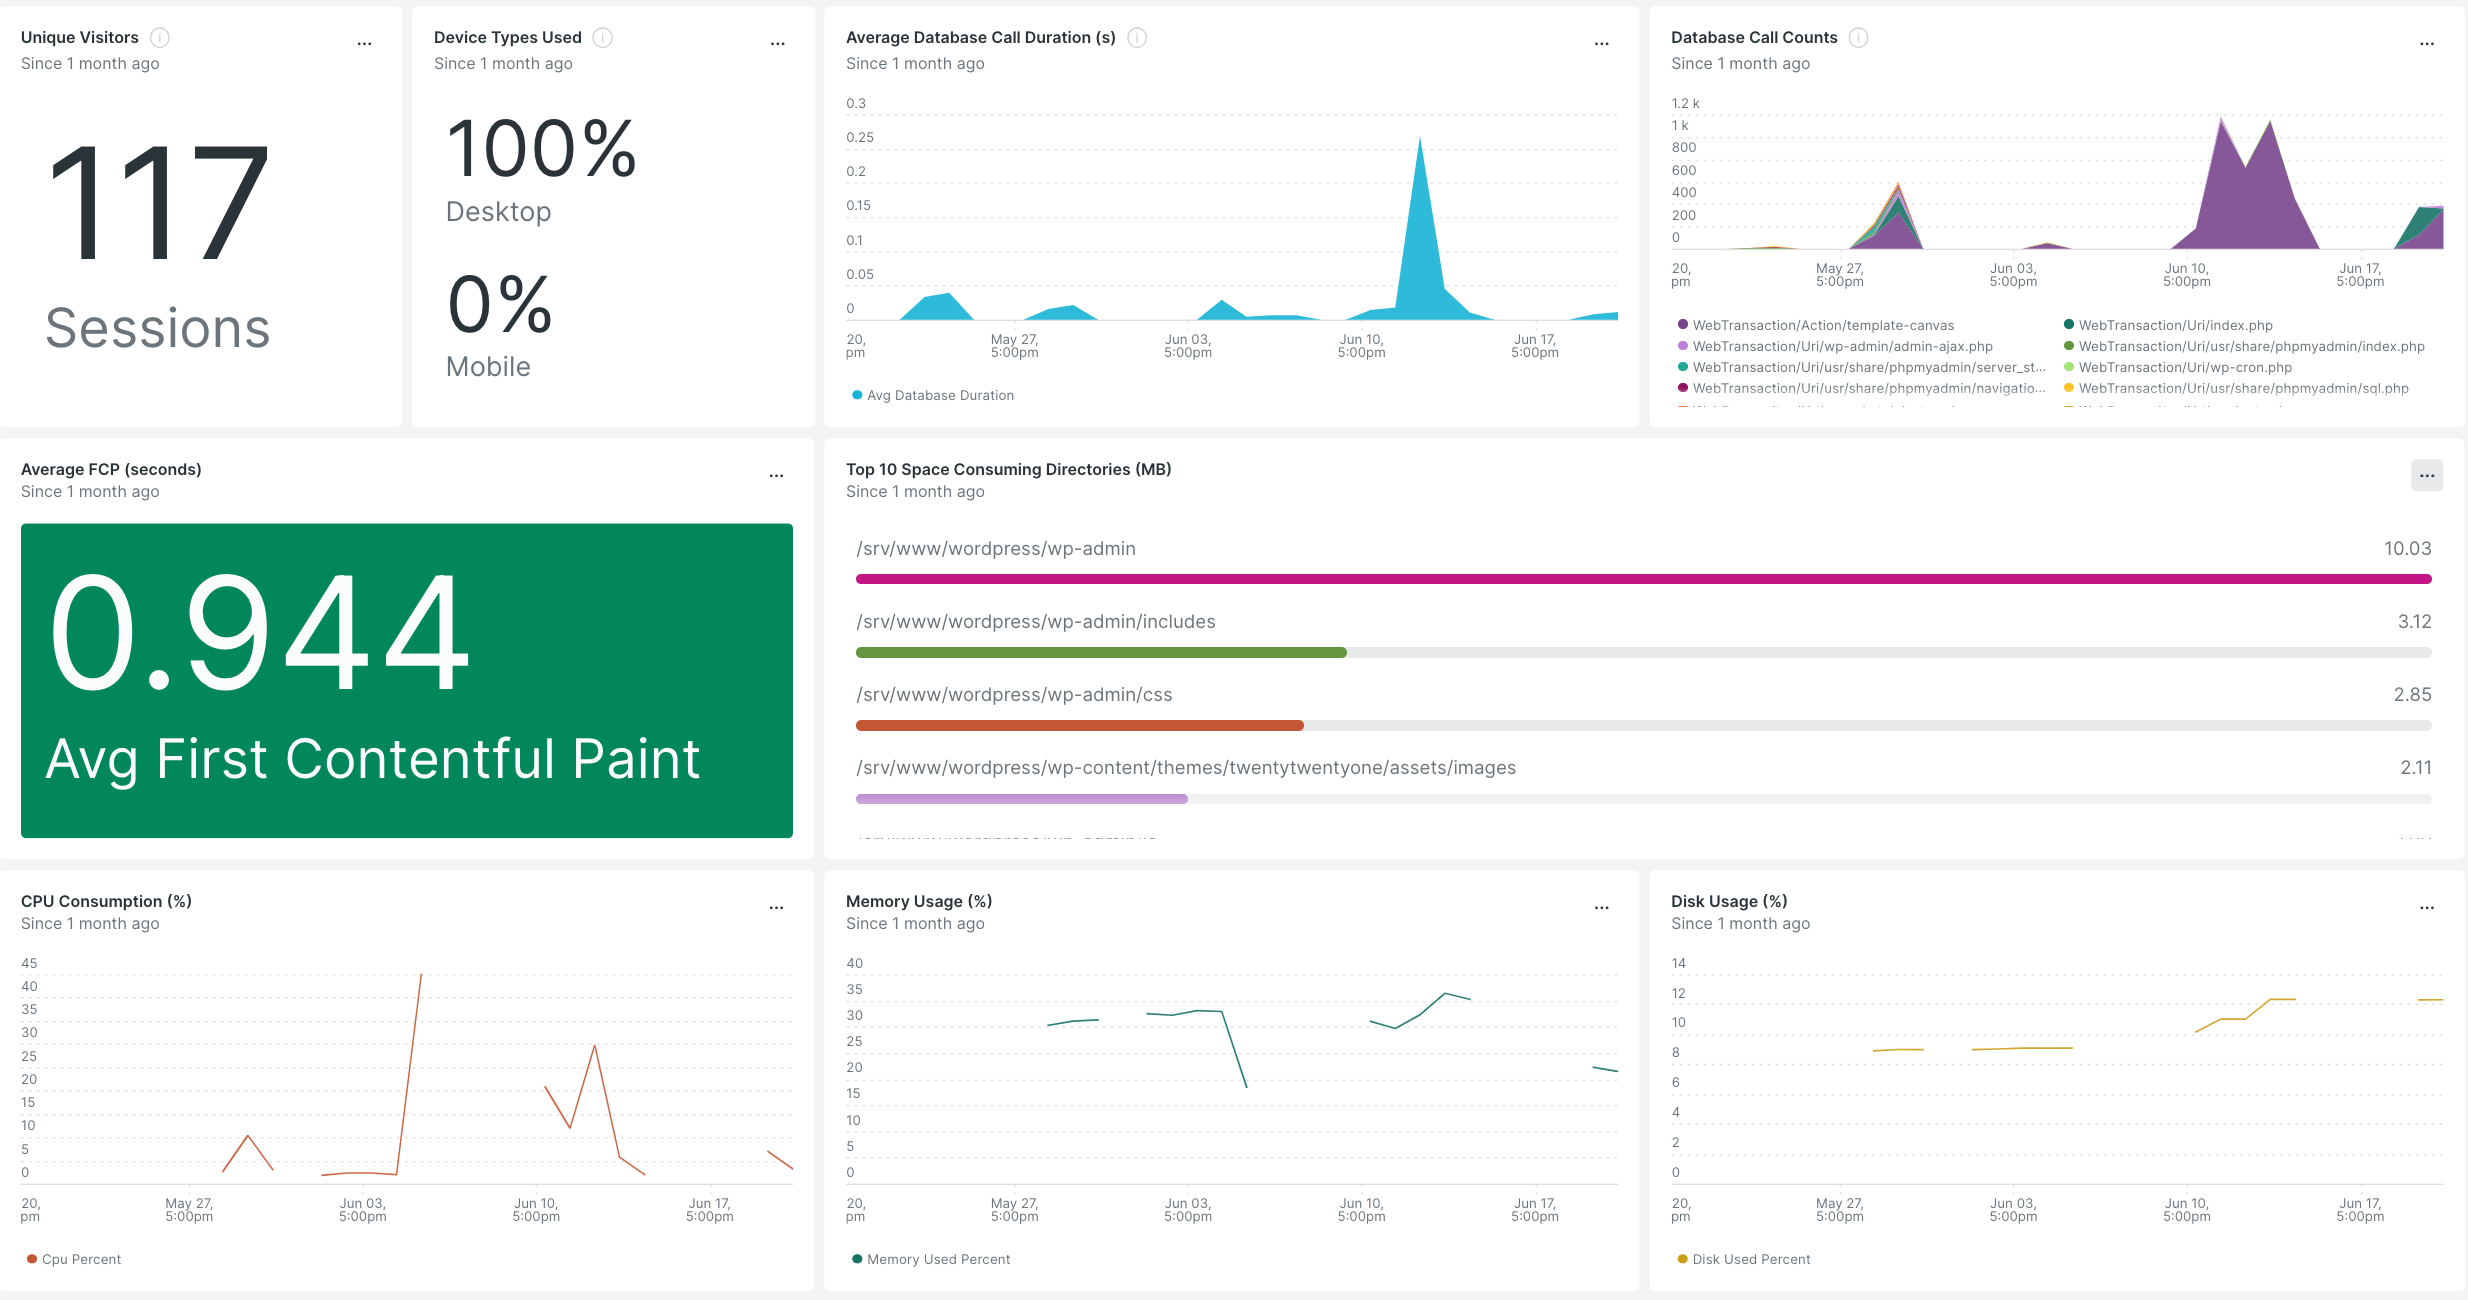 Unique Visitors
Since 1 month ago
117
Sessions
Device Types Used
Since 1 month ago
100%
Desktop
0%
Mobile
Average Database Call Duration (s)
Since 1 month ago
0.3
0.25
0.2
0.15
0.1
0.05
0
20, pm
May 27, 5:00pm
Jun 03, 5:00pm
Jun 10, 5:00pm
Jun 17, 5:00pm
Avg Database Duration
Database Call Counts
Since 1 month ago
1.2 k
1 k
800
600
400
200
0
20, pm
May 27, 5:00pm
Jun 03, 5:00pm
Jun 10, 5:00pm
Jun 17, 5:00pm
WebTransaction/Action/template-canvas
WebTransaction/Uri/index.php
WebTransaction/Uri/wp-admin/admin-ajax.php
WebTransaction/Uri/usr/share/phpmyadmin/index.php
WebTransaction/Uri/usr/share/phpmyadmin/server_st...
WebTransaction/Uri/wp-cron.php
WebTransaction/Uri/usr/share/phpmyadmin/navigatio...
WebTransaction/Uri/usr/share/phpmyadmin/sql.php
Average FCP (seconds)
Since 1 month ago
0.944
Avg First Contentful Paint
Top 10 Space Consuming Directories (MB)
Since 1 month ago
/srv/www/wordpress/wp-admin 10.03
/srv/www/wordpress/wp-admin/includes 3.12
/srv/www/wordpress/wp-admin/css 2.85
/srv/www/wordpress/wp-content/themes/twentytwentyone/assets/images 2.11
CPU Consumption (%)
Since 1 month ago
45
40
35
30
25
20
15
10
5
0
20, pm
May 27, 5:00pm
Jun 03, 5:00pm
Jun 10, 5:00pm
Jun 17, 5:00pm
Cpu Percent
Memory Usage (%)
Since 1 month ago
40
35
30
25
20
15
10
5
0
20, pm
May 27, 5:00pm
Jun 03, 5:00pm
Jun 10, 5:00pm
Jun 17, 5:00pm
Memory Used Percent
Disk Usage (%)
Since 1 month ago
14
12
10
8
6
4
2
0
20, pm
May 27, 5:00pm
Jun 03, 5:00pm
Jun 10, 5:00pm
Jun 17, 5:00pm
Disk Used Percent